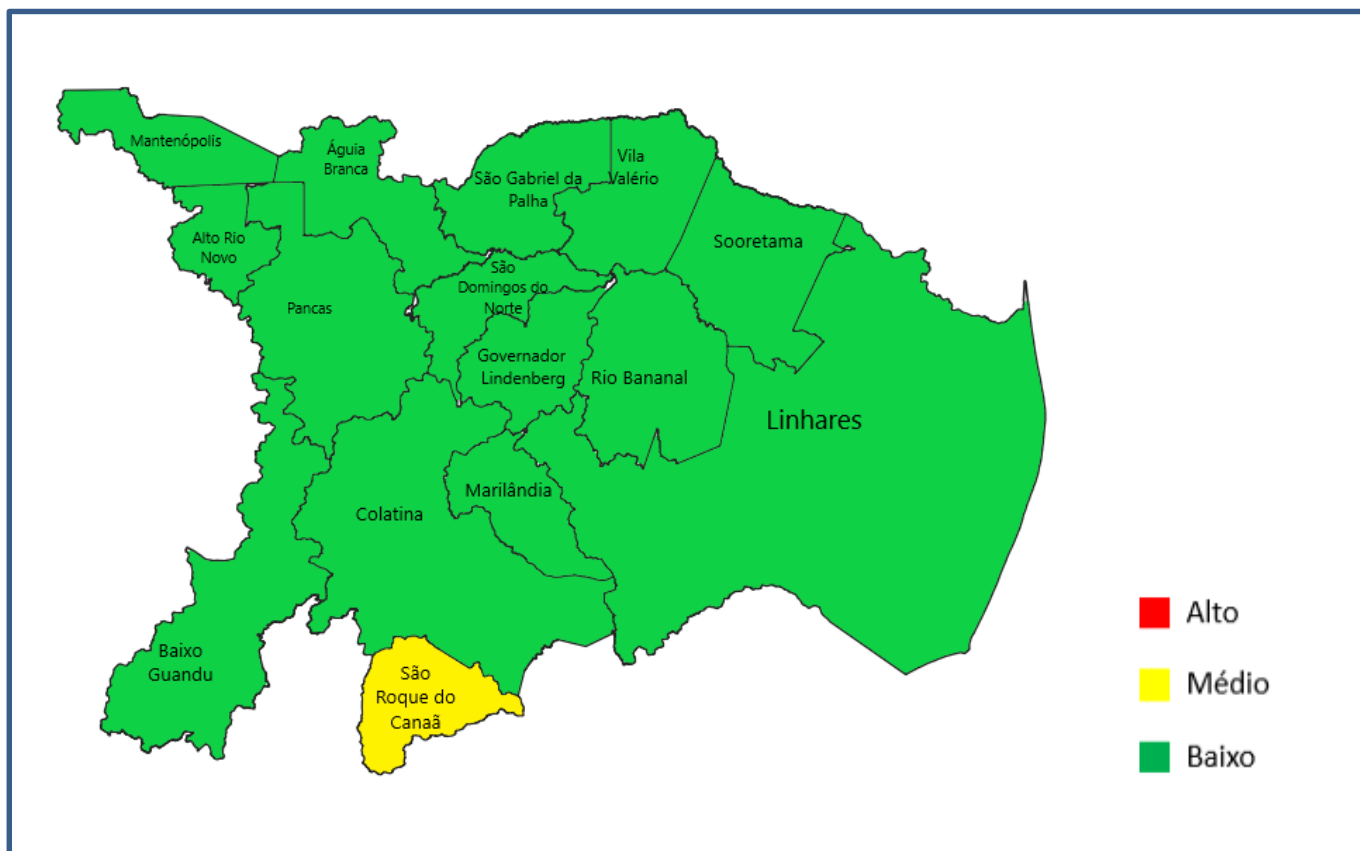 Mantenópolis
Águia
Branca
São Gabriel da
Palha
Vila
Valério
Alto Rio
Novo
Sooretama
São
Domingos do
Norte
Pancas
Governador
Lindenberg
Rio Bananal
Linhares
Marilândia
Colatina
Baixo
Guandu
São
Roque do
Canaã
Alto
Médio
Baixo